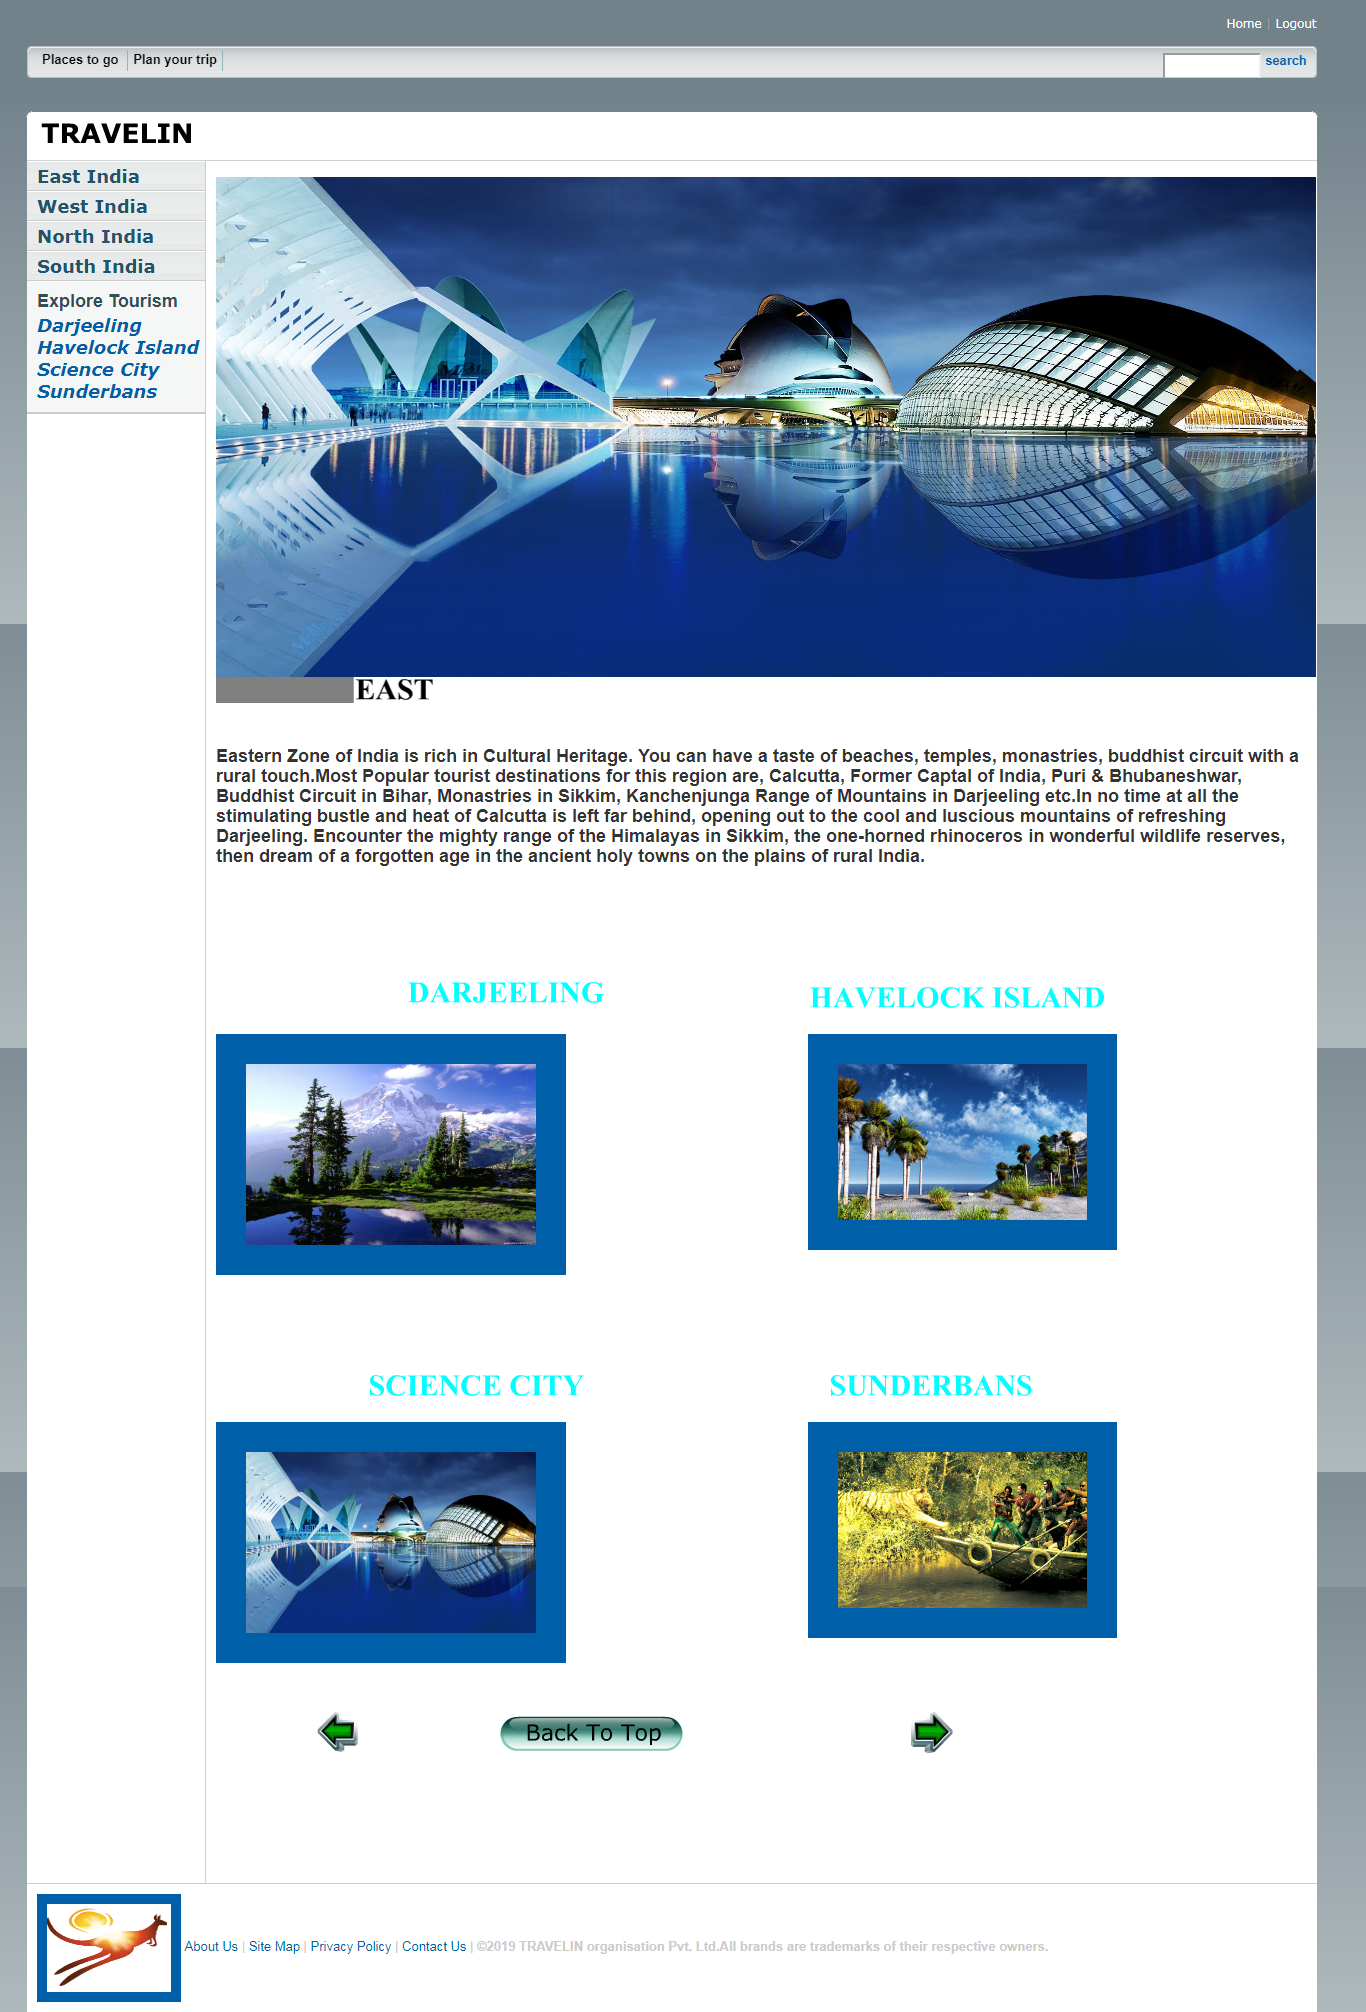 Home | Logout
Places to go | Plan your trip
search
TRAVELIN
East India
West India
North India
South India
Explore Tourism
Darjeeling
Havelock Island
Science City
Sunderbans
EAST
Eastern Zone of India is rich in Cultural Heritage. You can have a taste of beaches, temples, monastries, buddhist circuit with a
rural touch.Most Popular tourist destinations for this region are, Calcutta, Former Captal of India, Puri & Bhubaneshwar,
Buddhist Circuit in Bihar, Monastries in Sikkim, Kanchenjunga Range of Mountains in Darjeeling etc.In no time at all the
stimulating bustle and heat of Calcutta is left far behind, opening out to the cool and luscious mountains of refreshing
Darjeeling. Encounter the mighty range of the Himalayas in Sikkim, the one-horned rhinoceros in wonderful wildlife reserves,
then dream of a forgotten age in the ancient holy towns on the plains of rural India.
DARJEELING
HAVELOCK ISLAND
SCIENCE CITY
SUNDERBANS
Back To Top
About Us | Site Map | Privacy Policy | Contact Us | ©2019 TRAVELIN organisation Pvt. Ltd.All brands are trademarks of their respective owners.